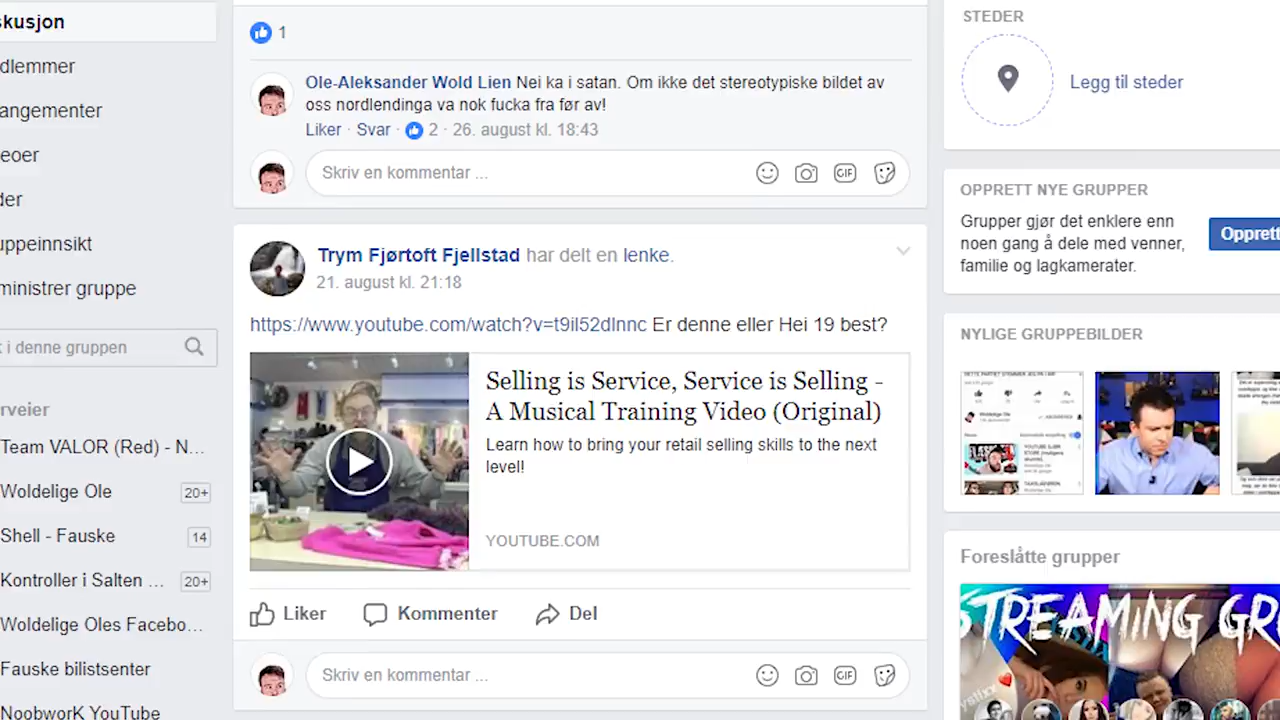 skusjon
dlemmer
angementer
eoer
der
uppeinnsikt
ministrer gruppe
i denne gruppen
rveier
Team VALOR (Red) - N...
Woldelige Ole
20+
Shell - Fauske
14
Kontroller i Salten ...
20+
Woldelige Oles Facebo...
Fauske bilistsenter
NoobworK YouTube
1
Ole-Aleksander Wold Lien Nei ka i satan. Om ikke det stereotypiske bildet av
oss nordlendinga va nok fucka fra før av!
Liker · Svar · 2 · 26. august kl. 18:43
Skriv en kommentar ...
GIF
Trym Fjørtoft Fjellstad har delt en lenke.
21. august kl. 21:18
https://www.youtube.com/watch?v=t9il52dlnnc Er denne eller Hei 19 best?
Selling is Service, Service is Selling -
A Musical Training Video (Original)
Learn how to bring your retail selling skills to the next
level!
YOUTUBE.COM
Liker
Kommenter
Del
Skriv en kommentar ...
GIF
STEDER
Legg til steder
OPPRETT NYE GRUPPER
Grupper gjør det enklere enn
noen gang å dele med venner,
familie og lagkamerater.
Opprett
NYLIGE GRUPPEBILDER
Woldelige Ole
Foreslåtte grupper
STREAMING GR